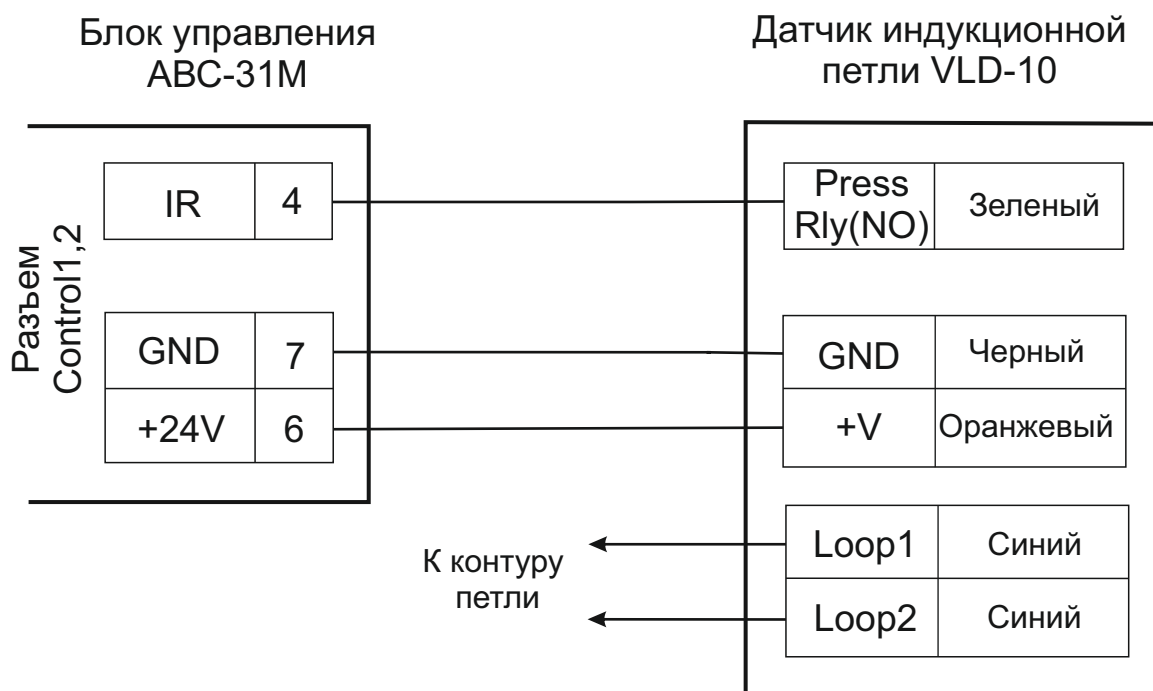 Блок управления
АВС-31М
Датчик индукционной
петли VLD-10
Разъем
Control1,2
IR 4
GND 7
+24V 6
Press
Rly(NO)
Зеленый
GND Черный
+V Оранжевый
Loop1 Синий
Loop2 Синий
К контуру
петли